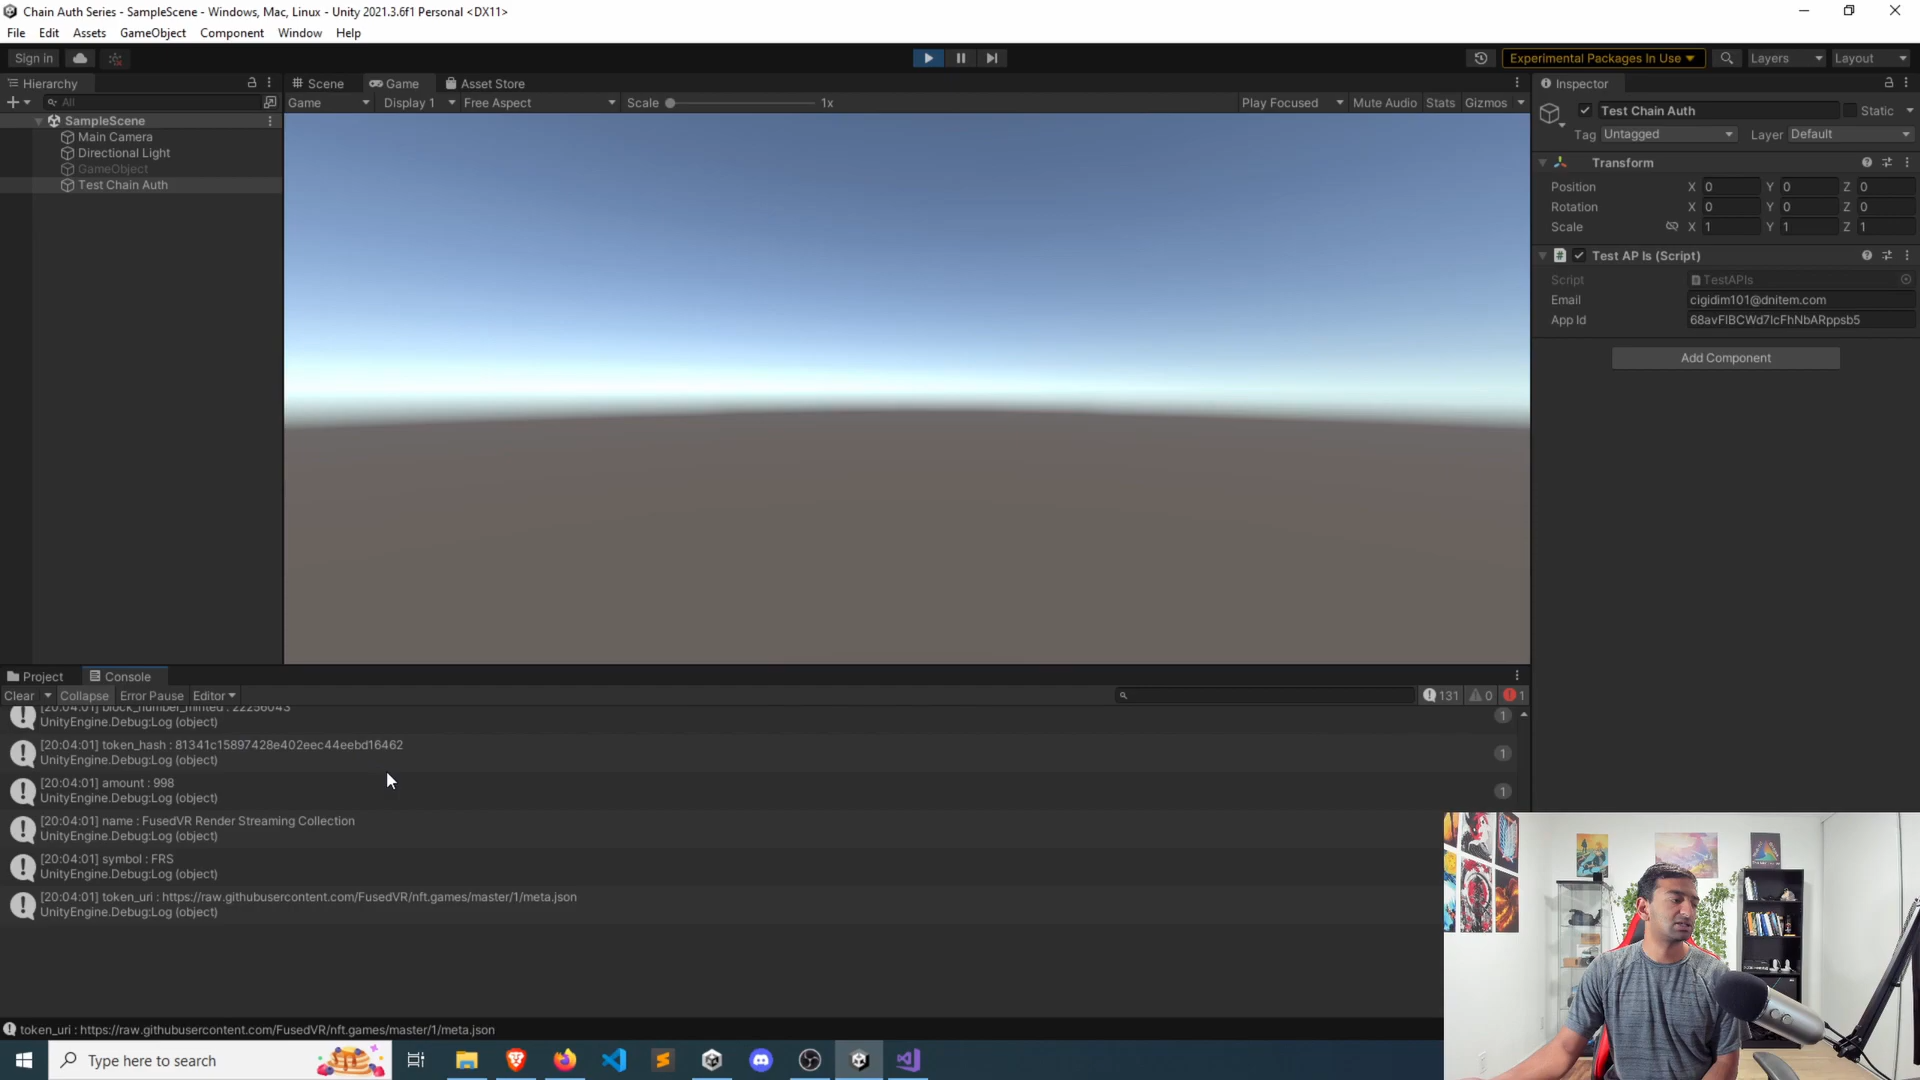 Chain Auth Series - SampleScene - Windows, Mac, Linux - Unity 2021.3.6f1 Personal <DX11>
File Edit Assets GameObject Component Window Help
Sign in
Experimental Packages In Use
Layers
Layout
Hierarchy
All
SampleScene
Main Camera
Directional Light
GameObject
Test Chain Auth
Scene Game Asset Store
Game Display 1 Free Aspect Scale 1x Play Focused Mute Audio Stats Gizmos
Inspector
Test Chain Auth Static
Tag Untagged Layer Default
Transform
Position X 0 Y 0 Z 0
Rotation X 0 Y 0 Z 0
Scale X 1 Y 1 Z 1
Test AP Is (Script)
Script TestAPIs
Email cigidim101@dnitem.com
App Id 68avFIBCWd7IcFhNbARppsb5
Add Component
Project Console
Clear Collapse Error Pause Editor 131 0 1
[20:04:01] block_number_minted : 22256043
UnityEngine.Debug:Log (object)
1
[20:04:01] token_hash : 81341c15897428e402eec44eebd16462
UnityEngine.Debug:Log (object)
1
[20:04:01] amount : 998
UnityEngine.Debug:Log (object)
1
[20:04:01] name : FusedVR Render Streaming Collection
UnityEngine.Debug:Log (object)
[20:04:01] symbol : FRS
UnityEngine.Debug:Log (object)
[20:04:01] token_uri : https://raw.githubusercontent.com/FusedVR/nft.games/master/1/meta.json
UnityEngine.Debug:Log (object)
token_uri : https://raw.githubusercontent.com/FusedVR/nft.games/master/1/meta.json
Type here to search